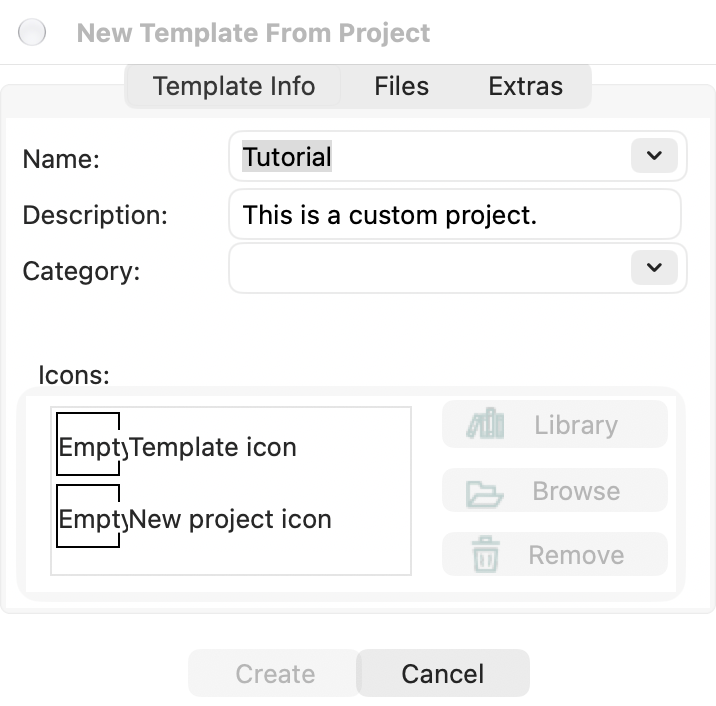 New Template From Project
Template Info Files Extras
Name: Tutorial
Description: This is a custom project.
Category:
Icons:
Empty Template icon
Empty New project icon
Library
Browse
Remove
Create Cancel